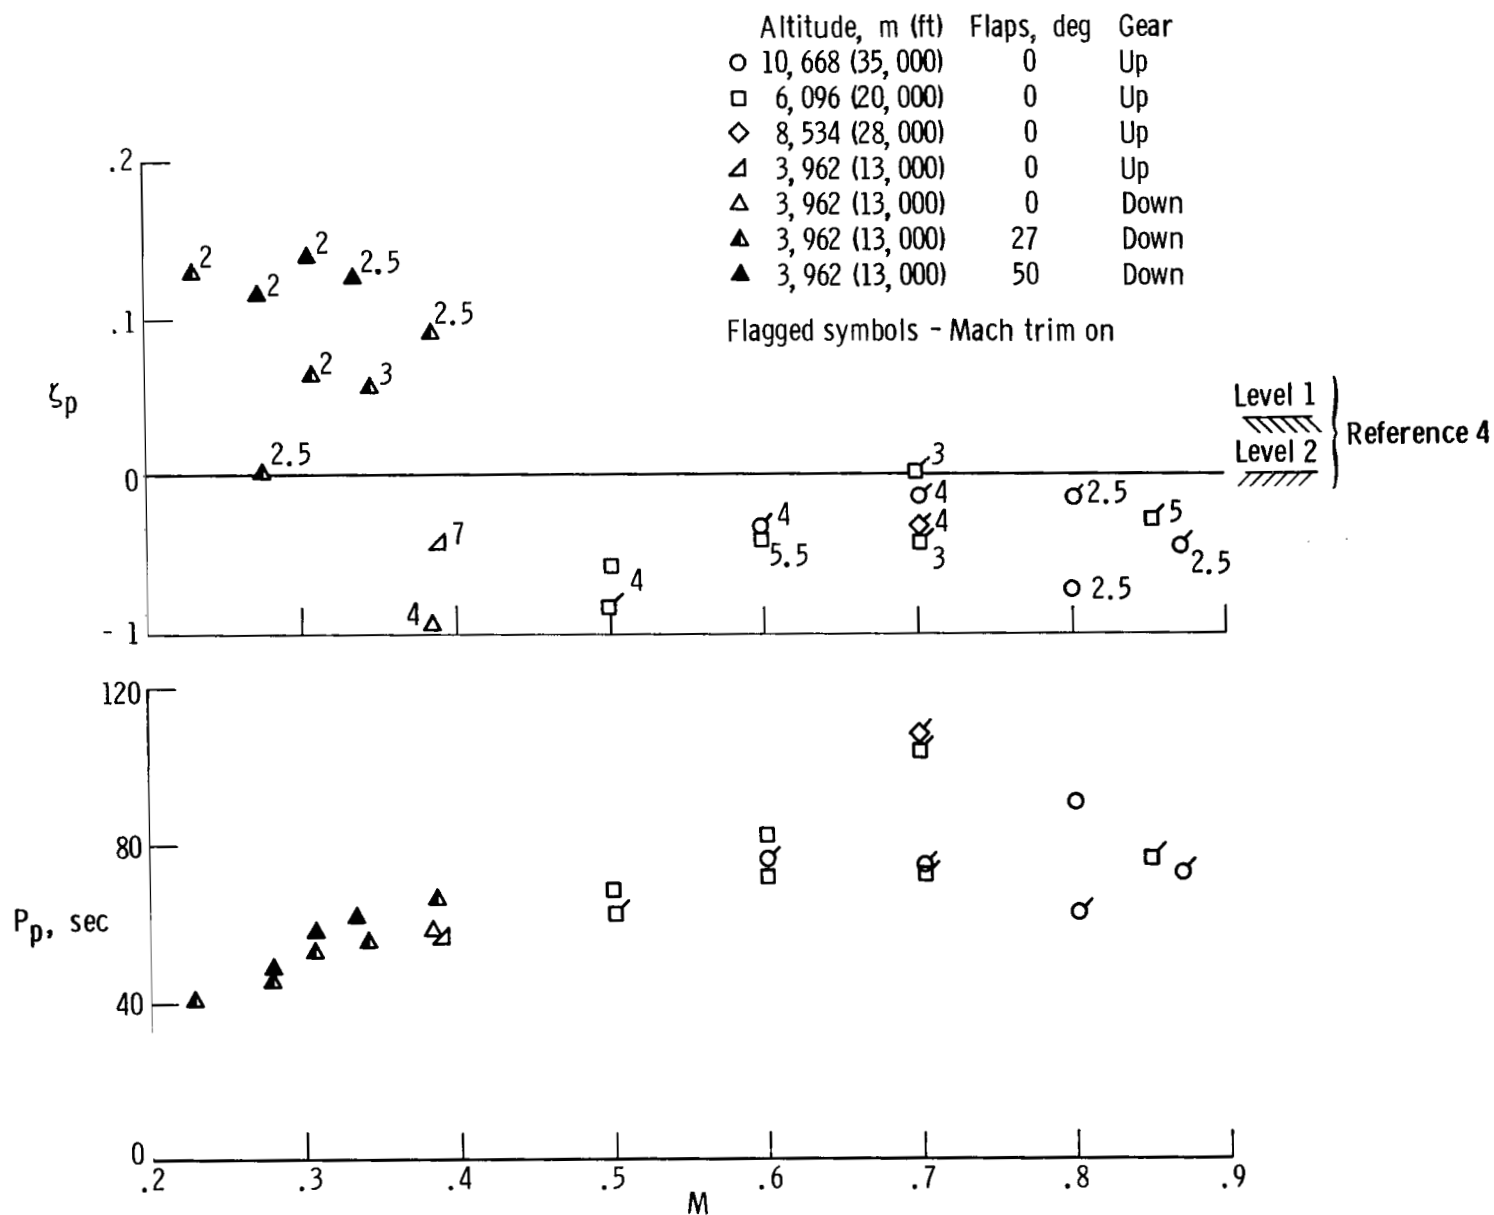 Altitude, m (ft) Flaps, deg Gear
10,668 (35,000) 0 Up
6,096 (20,000) 0 Up
8,534 (28,000) 0 Up
3,962 (13,000) 0 Up
3,962 (13,000) 0 Down
3,962 (13,000) 27 Down
3,962 (13,000) 50 Down
Flagged symbols - Mach trim on
.2
2
2
2
2.5
2.5
.1
2
3
ζp
Level 1
Level 2
Reference 4
2.5
0
3
4
2.5
5
4
4
7
5.5
3
2.5
4
2.5
4
- 1
120
80
Pp, sec
40
0
.2 .3 .4 .5 .6 .7 .8 .9
M